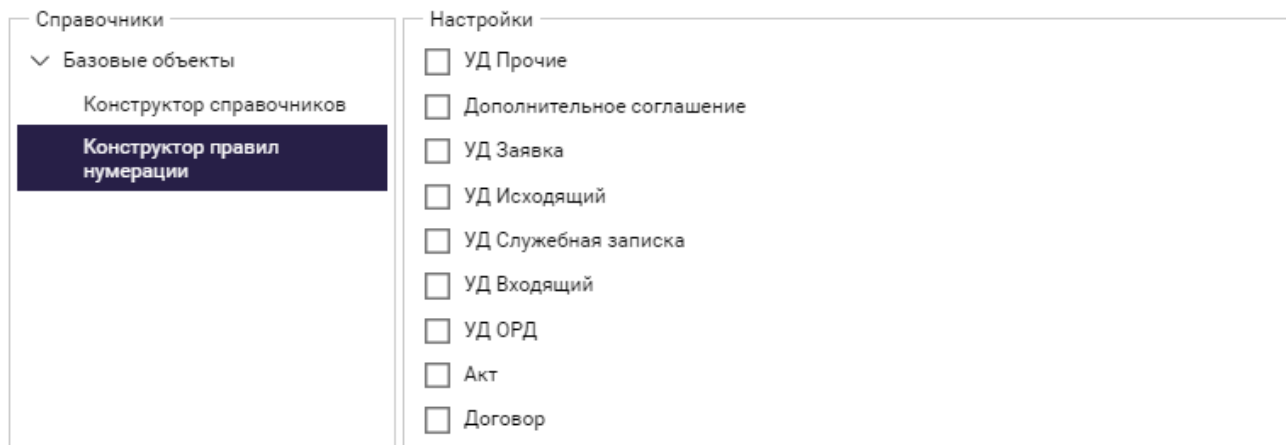 Справочники
Базовые объекты
Конструктор справочников
Конструктор правил
нумерации
Настройки
УД Прочие
Дополнительное соглашение
УД Заявка
УД Исходящий
УД Служебная записка
УД Входящий
УД ОРД
Акт
Договор